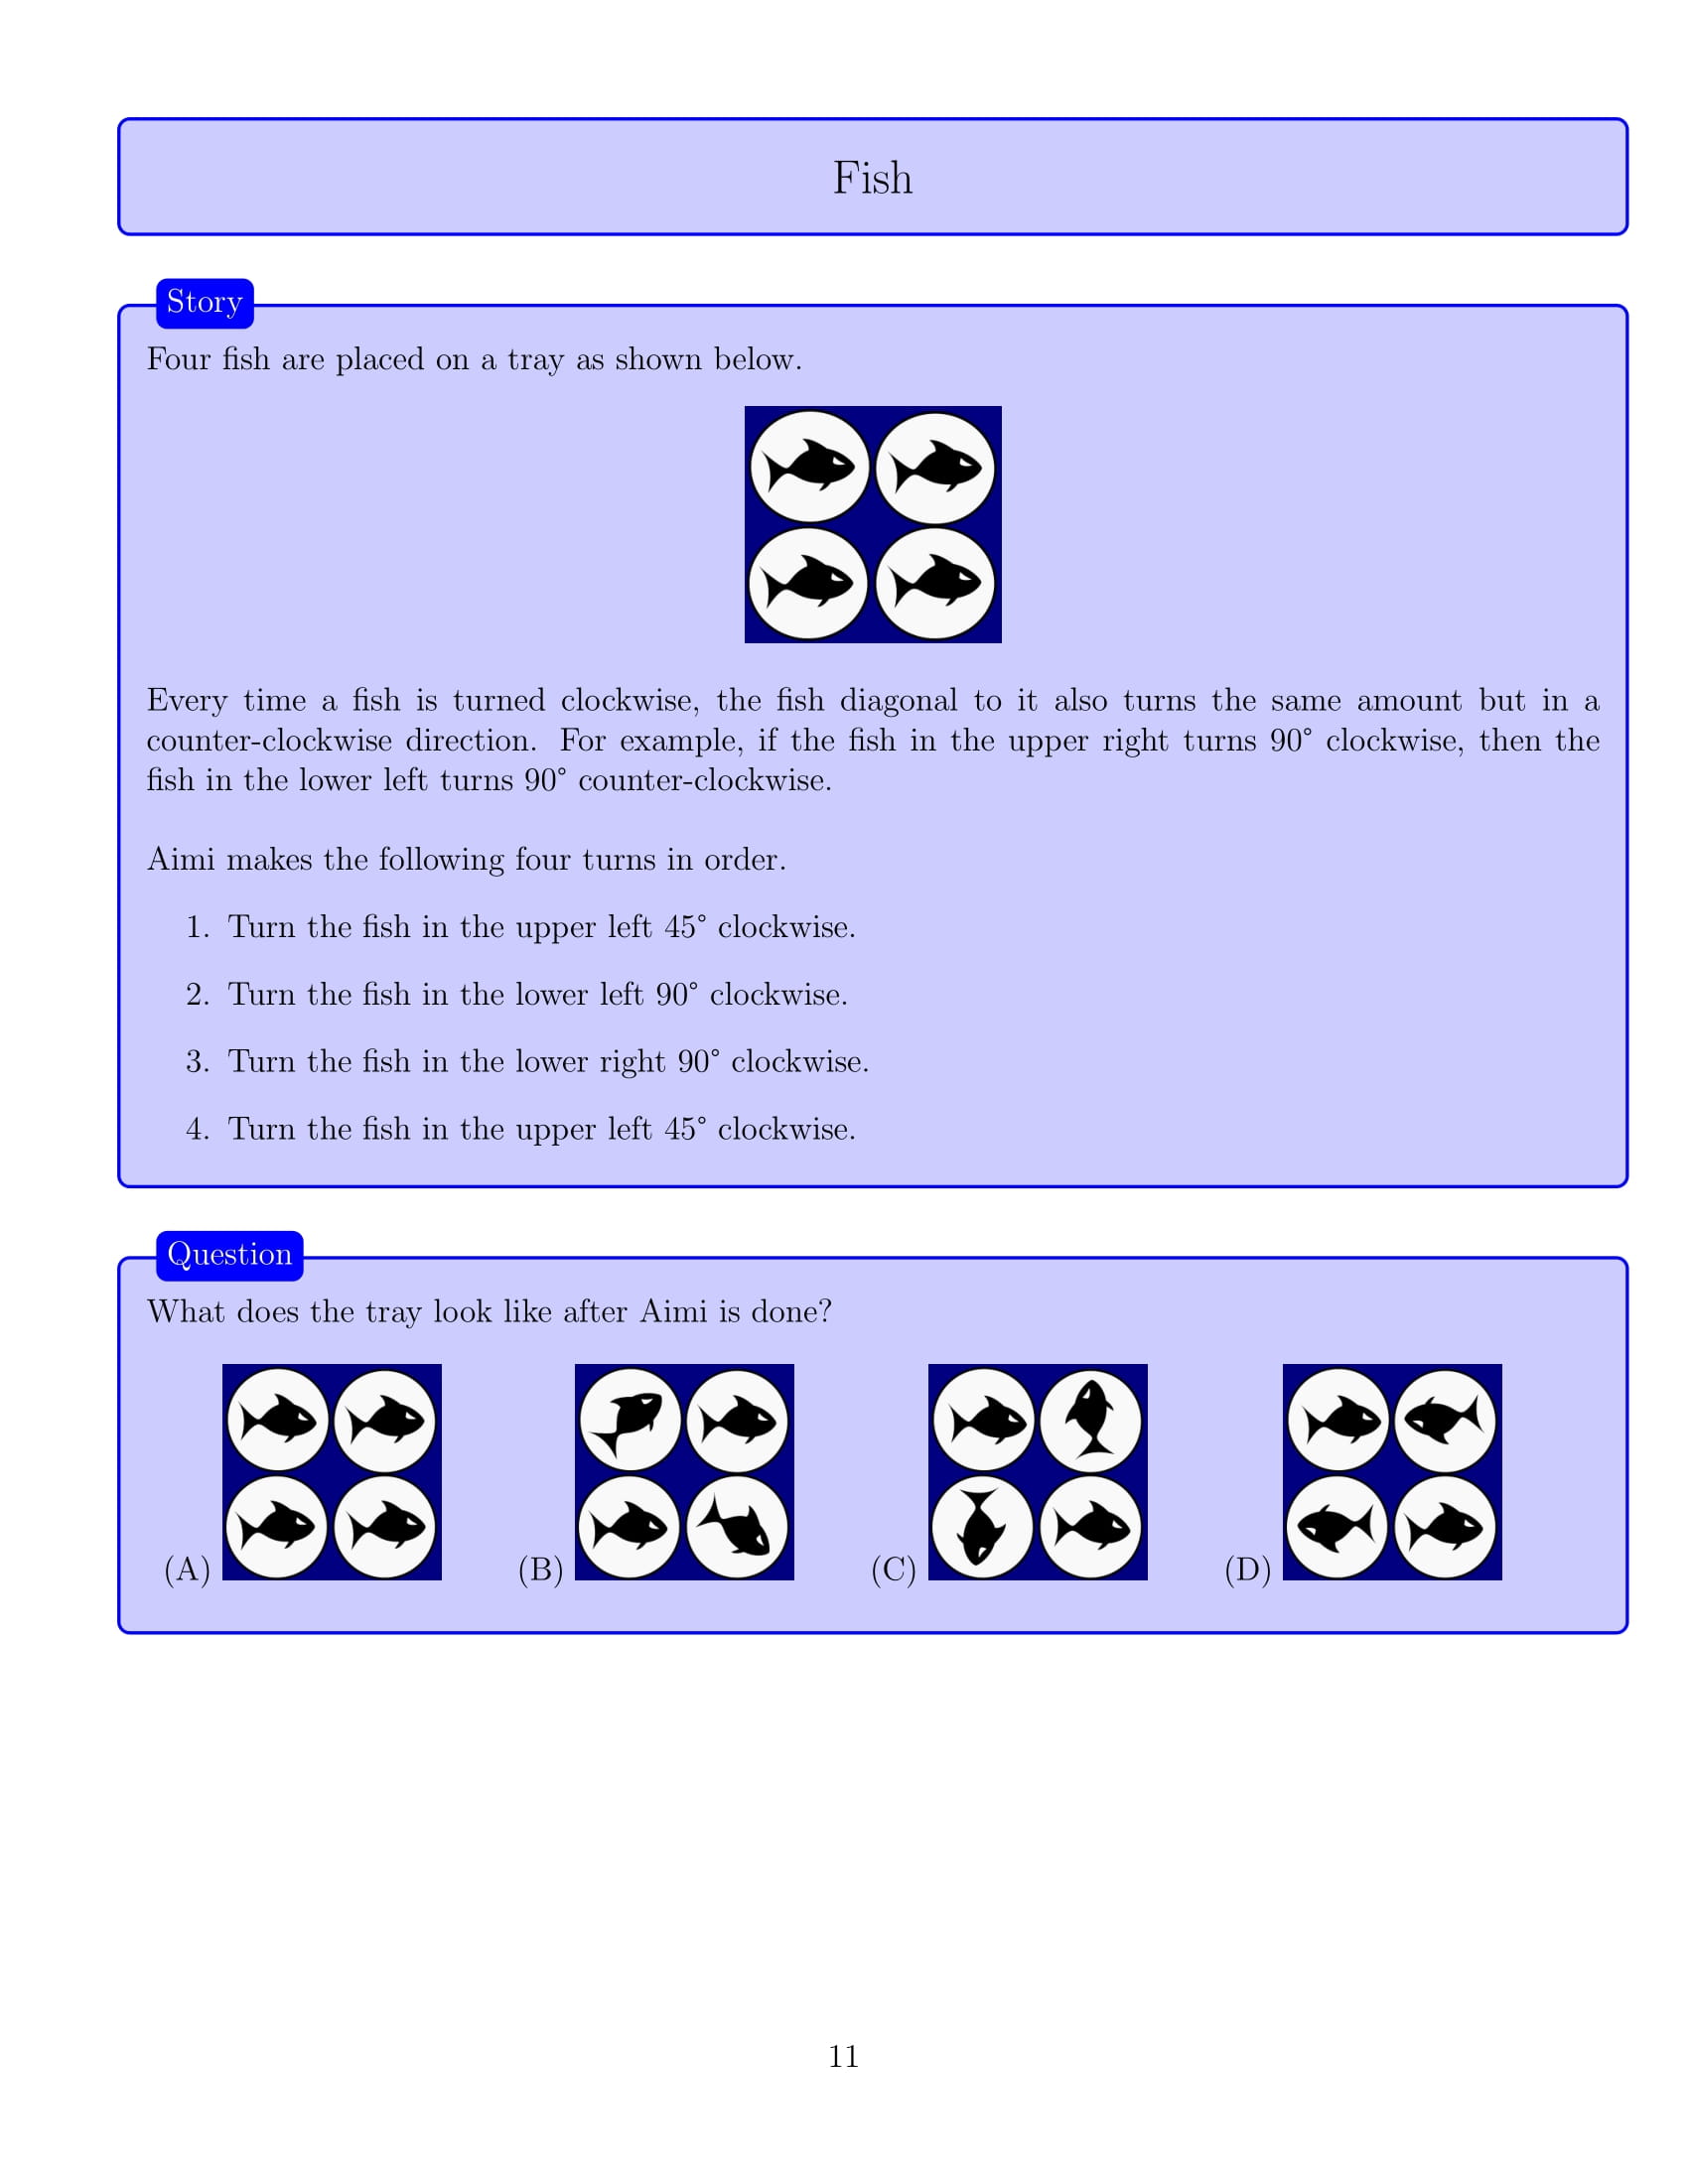 Fish
Story
Four fish are placed on a tray as shown below.
Every time a fish is turned clockwise, the fish diagonal to it also turns the same amount but in a
counter-clockwise direction. For example, if the fish in the upper right turns 90° clockwise, then the
fish in the lower left turns 90° counter-clockwise.
Aimi makes the following four turns in order.
1. Turn the fish in the upper left 45° clockwise.
2. Turn the fish in the lower left 90° clockwise.
3. Turn the fish in the lower right 90° clockwise.
4. Turn the fish in the upper left 45° clockwise.
Question
What does the tray look like after Aimi is done?
(A) (B) (C) (D)
11